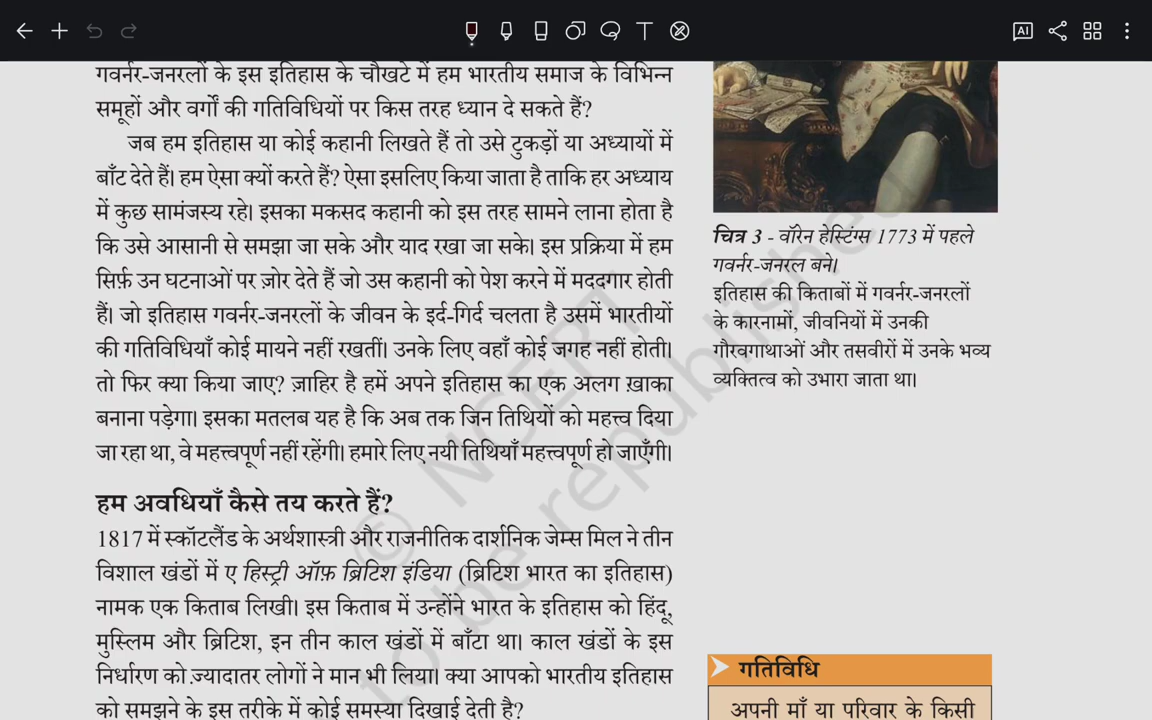 गवर्नर-जनरलों के इस इतिहास के चौखटे में हम भारतीय समाज के विभिन्न
समूहों और वर्गों की गतिविधियों पर किस तरह ध्यान दे सकते हैं?
जब हम इतिहास या कोई कहानी लिखते हैं तो उसे टुकड़ों या अध्यायों में
बाँट देते हैं। हम ऐसा क्यों करते हैं? ऐसा इसलिए किया जाता है ताकि हर अध्याय
में कुछ सामंजस्य रहे। इसका मकसद कहानी को इस तरह सामने लाना होता है
कि उसे आसानी से समझा जा सके और याद रखा जा सके। इस प्रक्रिया में हम
सिर्फ़ उन घटनाओं पर ज़ोर देते हैं जो उस कहानी को पेश करने में मददगार होती
हैं। जो इतिहास गवर्नर-जनरलों के जीवन के इर्द-गिर्द चलता है उसमें भारतीयों
की गतिविधियाँ कोई मायने नहीं रखतीं। उनके लिए वहाँ कोई जगह नहीं होती।
तो फिर क्या किया जाए? ज़ाहिर है हमें अपने इतिहास का एक अलग ख़ाका
बनाना पड़ेगा। इसका मतलब यह है कि अब तक जिन तिथियों को महत्त्व दिया
जा रहा था, वे महत्त्वपूर्ण नहीं रहेंगी। हमारे लिए नयी तिथियाँ महत्त्वपूर्ण हो जाएँगी।
हम अवधियाँ कैसे तय करते हैं?
1817 में स्कॉटलैंड के अर्थशास्त्री और राजनीतिक दार्शनिक जेम्स मिल ने तीन
विशाल खंडों में ए हिस्ट्री ऑफ़ ब्रिटिश इंडिया (ब्रिटिश भारत का इतिहास)
नामक एक किताब लिखी। इस किताब में उन्होंने भारत के इतिहास को हिंदू,
मुस्लिम और ब्रिटिश, इन तीन काल खंडों में बाँटा था। काल खंडों के इस
निर्धारण को ज़्यादातर लोगों ने मान भी लिया। क्या आपको भारतीय इतिहास
को समझने के इस तरीके में कोई समस्या दिखाई देती है?
चित्र 3 - वॉरेन हेस्टिंग्स 1773 में पहले
गवर्नर-जनरल बने।
इतिहास की किताबों में गवर्नर-जनरलों
के कारनामों, जीवनियों में उनकी
गौरवगाथाओं और तसवीरों में उनके भव्य
व्यक्तित्व को उभारा जाता था।
गतिविधि
अपनी माँ या परिवार के किसी
© NCERT
to be republished
T
AI